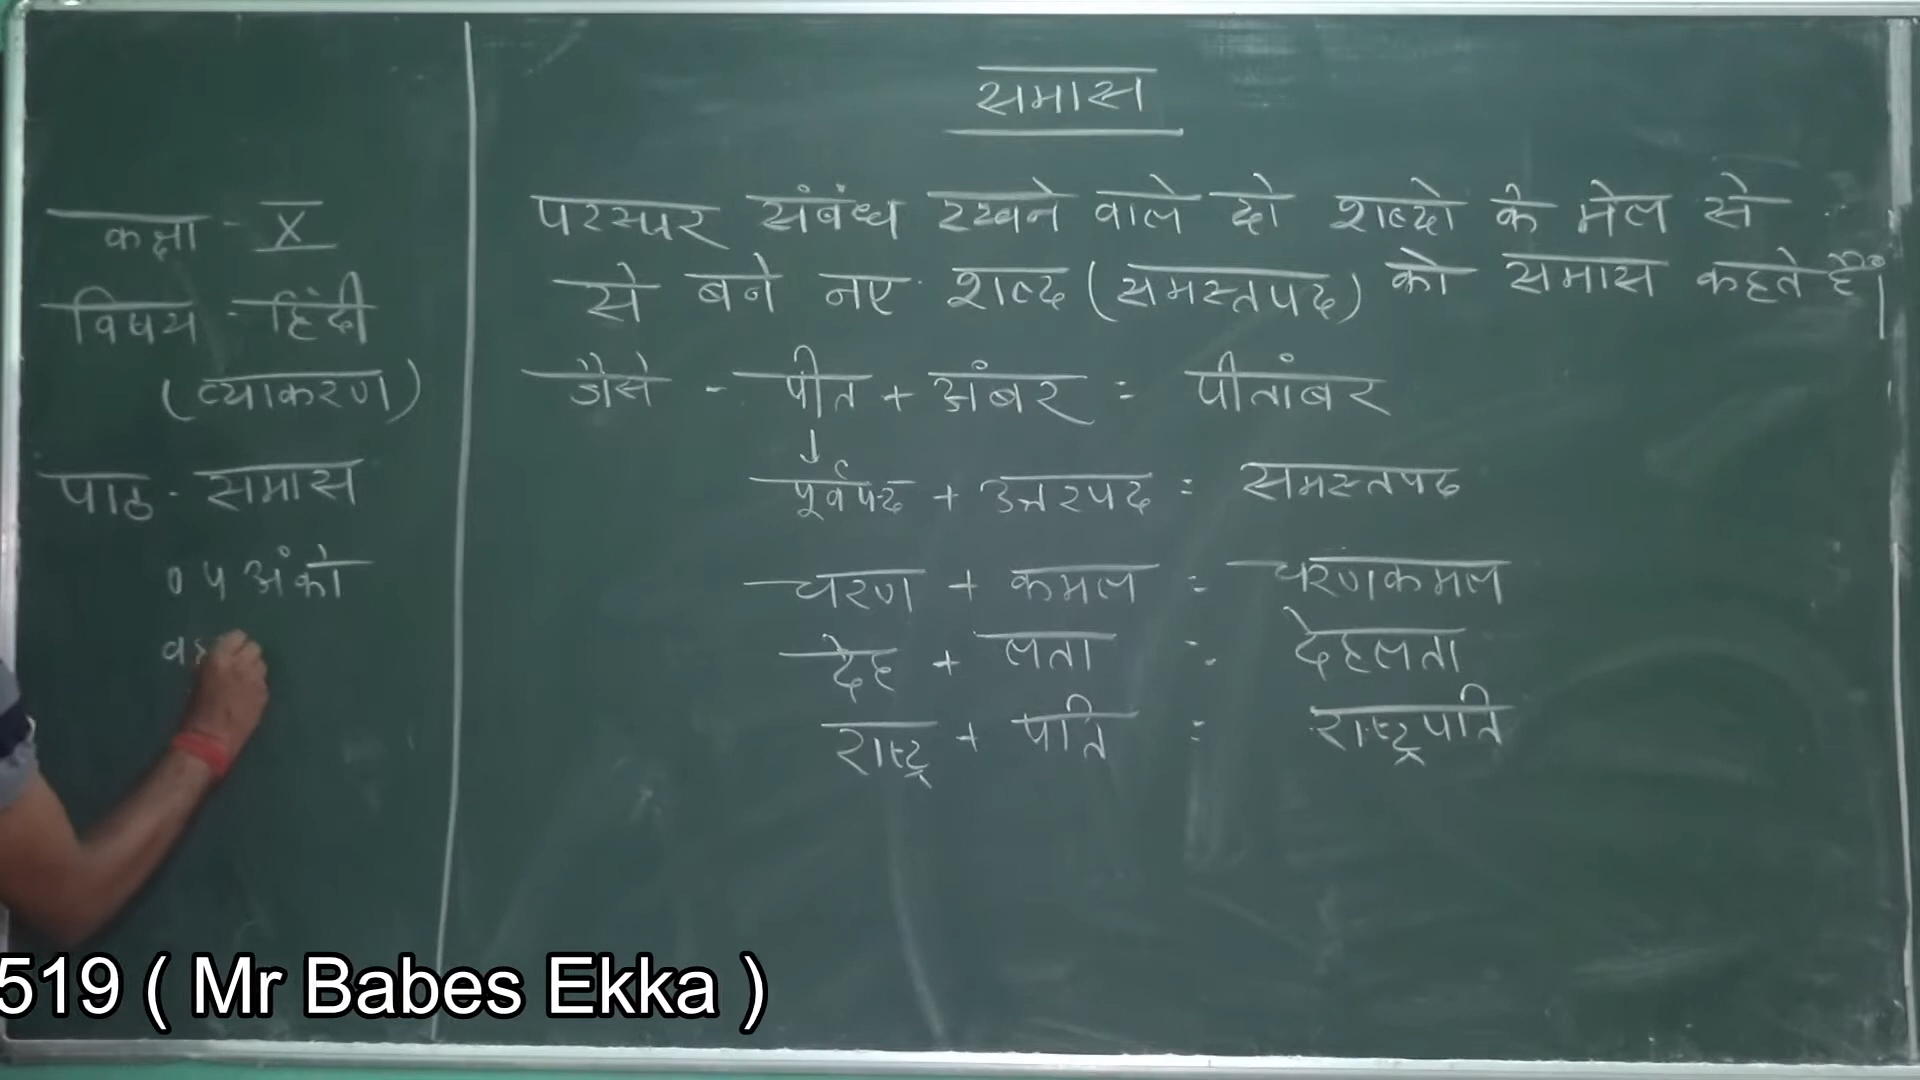 समास
कक्षा - X
विषय - हिंदी
(व्याकरण)
पाठ - समास
०५ अंको
परस्पर संबंध रखने वाले दो शब्दो के मेल से
से बने नए शब्द (समस्तपद) को समास कहते हैं।
जैसे - पीत + अंबर = पीतांबर
↓
पूर्वपद + उत्तरपद = समस्तपद
चरण + कमल = चरणकमल
देह + लता = देहलता
राष्ट्र + पति = राष्ट्रपति
519 ( Mr Babes Ekka )